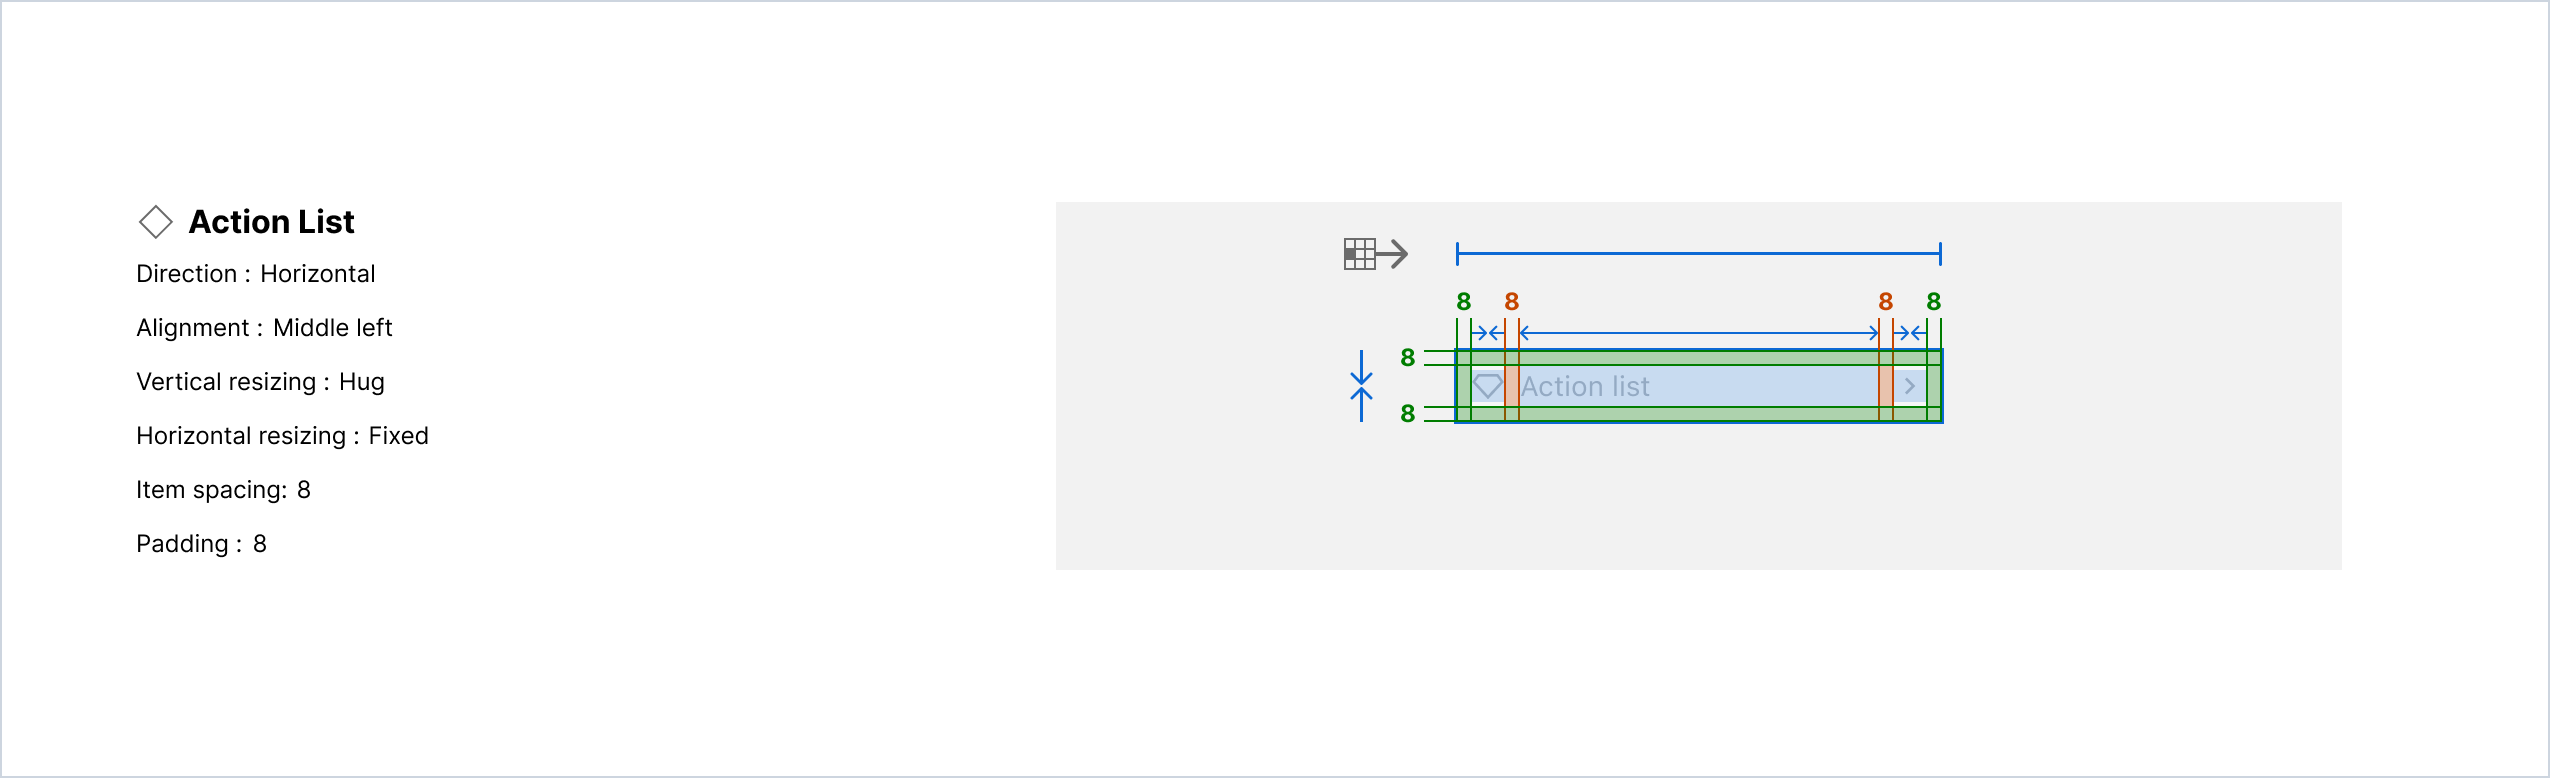 Action List
Direction : Horizontal
Alignment : Middle left
Vertical resizing : Hug
Horizontal resizing : Fixed
Item spacing: 8
Padding : 8
8 8 8 8
8
Action list
8